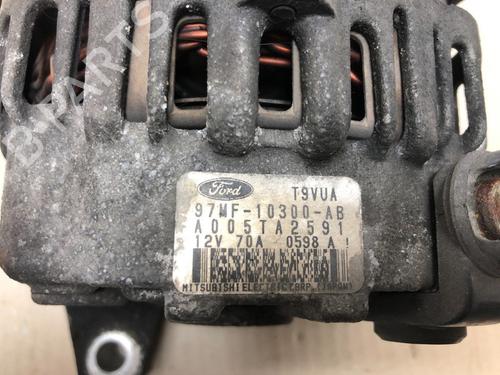 B-PARTS
Ford T9VUA
97MF-10300-AB
A005TA2591
12V 70A 0598 A !
MITSUBISHI ELECTRIC CORP. (JAPAN)